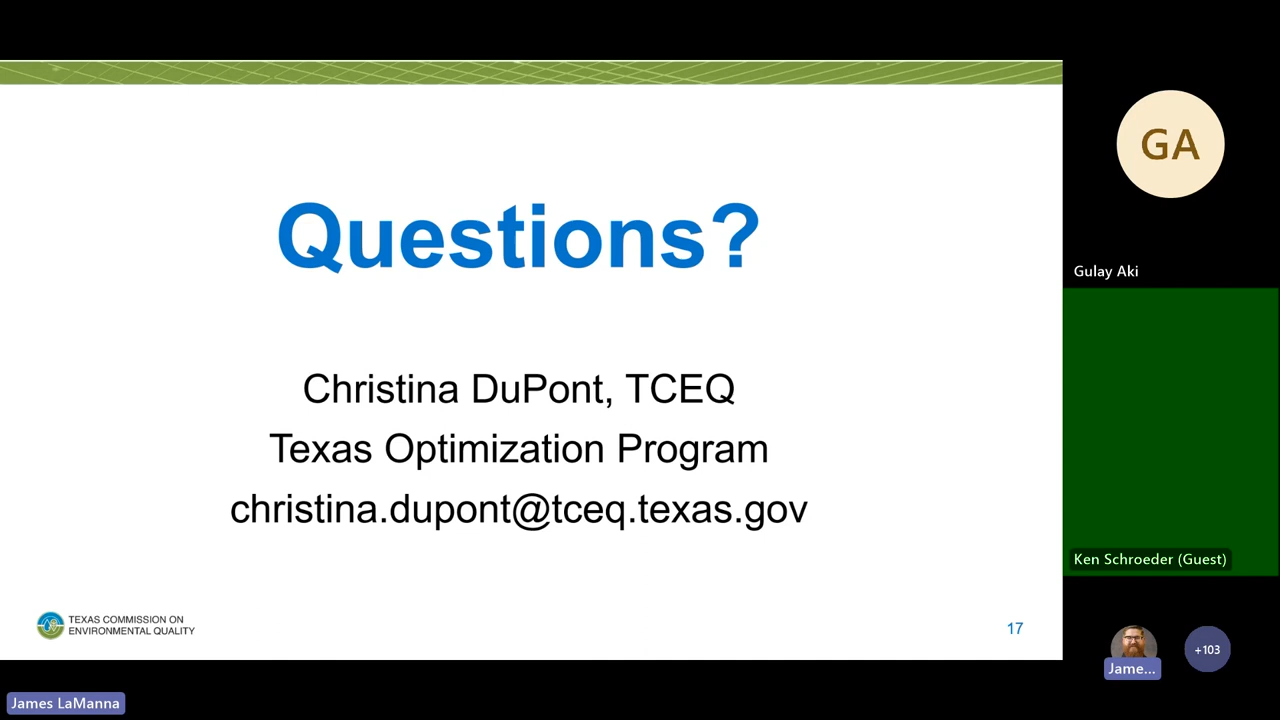 Questions?
Christina DuPont, TCEQ
Texas Optimization Program
christina.dupont@tceq.texas.gov
TEXAS COMMISSION ON
ENVIRONMENTAL QUALITY
17
GA
Gulay Aki
Ken Schroeder (Guest)
Jame...
+103
James LaManna